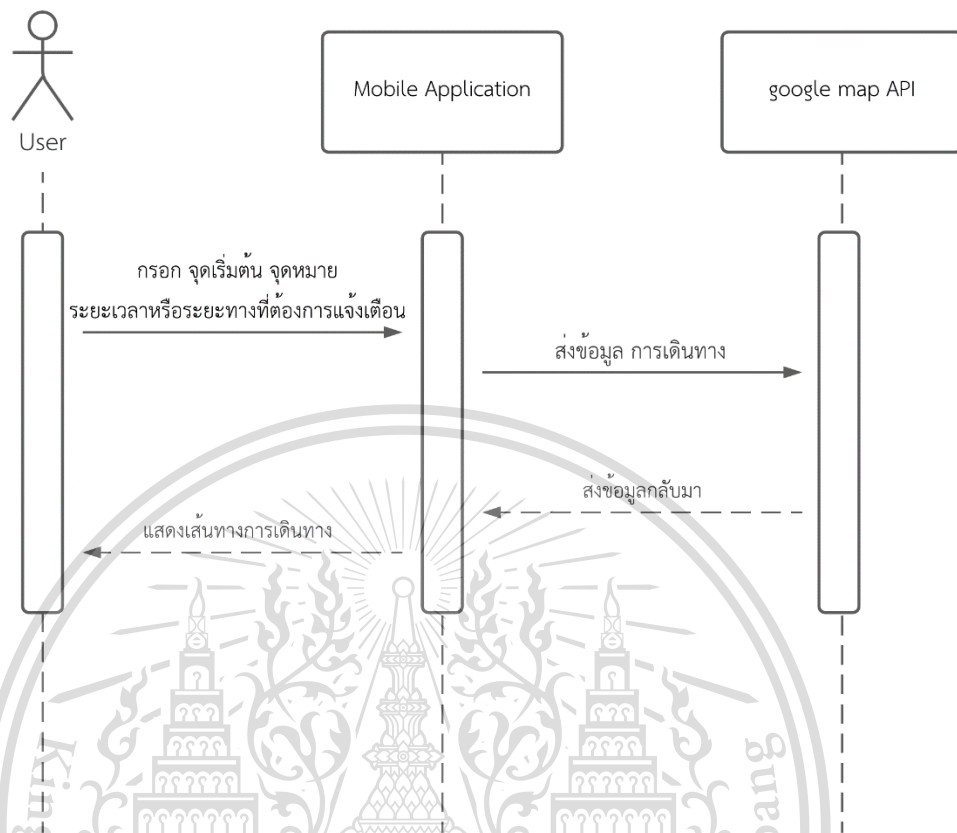 User
Mobile Application
google map API
กรอก จุดเริ่มต้น จุดหมาย
ระยะเวลาหรือระยะทางที่ต้องการแจ้งเตือน
ส่งข้อมูล การเดินทาง
ส่งข้อมูลกลับมา
แสดงเส้นทางการเดินทาง